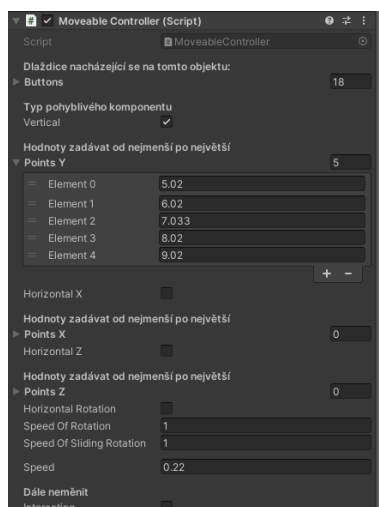 Moveable Controller (Script)
Script MoveableController
Dlaždice nacházející se na tomto objektu:
Buttons 18
Typ pohyblivého komponentu
Vertical
Hodnoty zadávat od nejmenší po největší
Points Y 5
Element 0 5.02
Element 1 6.02
Element 2 7.033
Element 3 8.02
Element 4 9.02
+ -
Horizontal X
Hodnoty zadávat od nejmenší po největší
Points X 0
Horizontal Z
Hodnoty zadávat od nejmenší po největší
Points Z 0
Horizontal Rotation
Speed Of Rotation 1
Speed Of Sliding Rotation 1
Speed 0.22
Dále neměnit